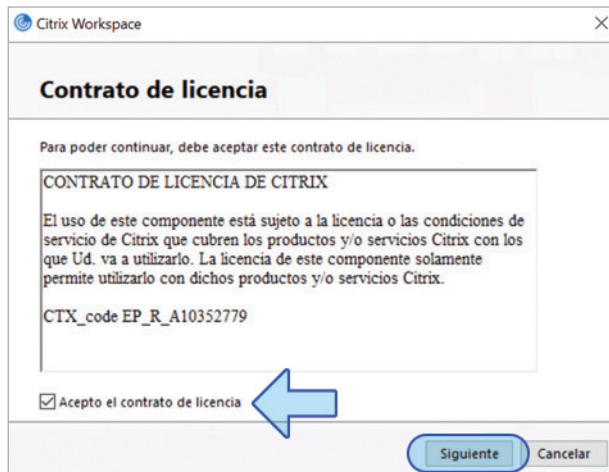 Citrix Workspace
Contrato de licencia
Para poder continuar, debe aceptar este contrato de licencia.
CONTRATO DE LICENCIA DE CITRIX
El uso de este componente está sujeto a la licencia o las condiciones de
servicio de Citrix que cubren los productos y/o servicios Citrix con los
que Ud. va a utilizarlo. La licencia de este componente solamente
permite utilizarlo con dichos productos y/o servicios Citrix.
CTX_code EP_R_A10352779
Acepto el contrato de licencia
Siguiente Cancelar